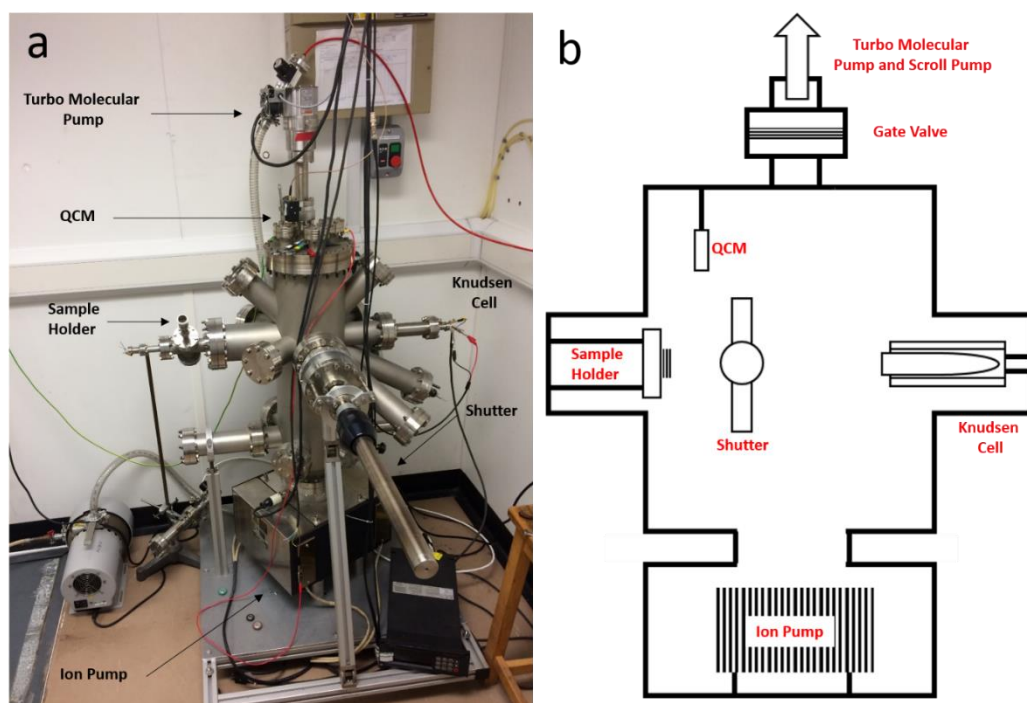 a
Turbo Molecular
Pump
QCM
Sample
Holder
Knudsen
Cell
Shutter
Ion Pump
b
Turbo Molecular
Pump and Scroll Pump
Gate Valve
QCM
Sample
Holder
Shutter
Knudsen
Cell
Ion Pump